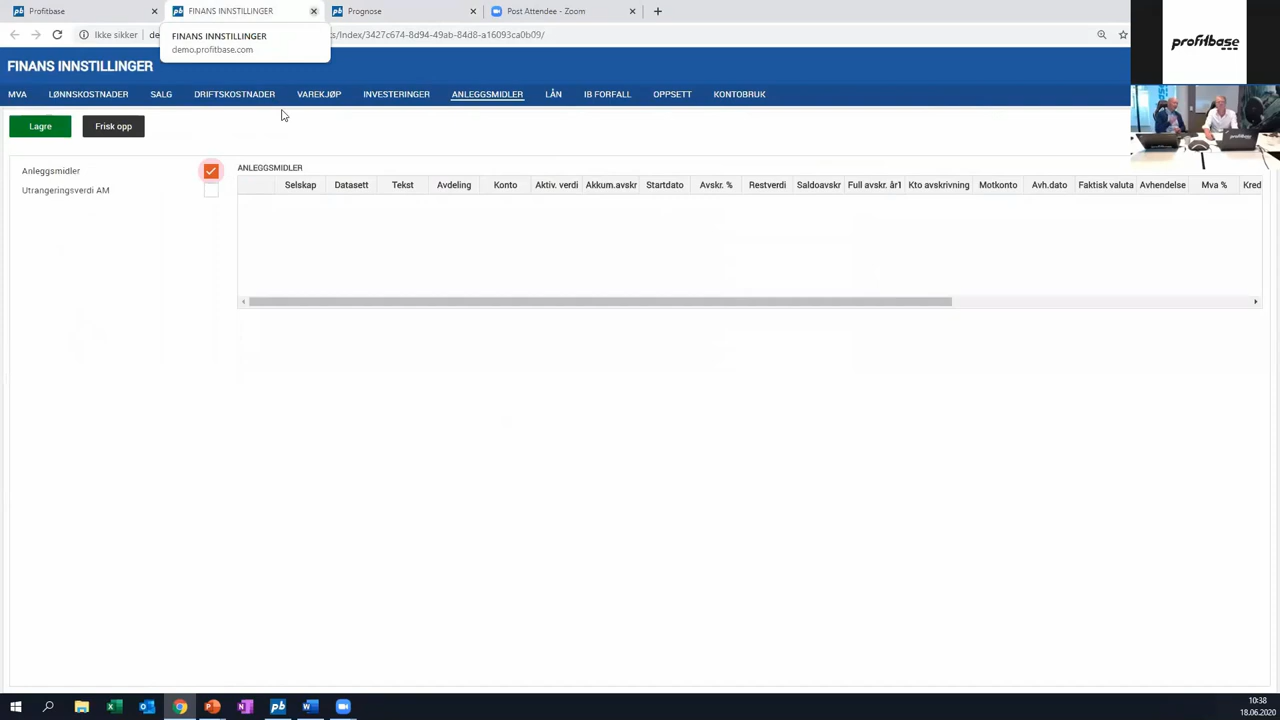 Profitbase
FINANS INNSTILLINGER
Prognose
Post Attendee - Zoom
Ikke sikker
de
ts/Index/3427c674-8d94-49ab-84d8-a16093ca0b09/
FINANS INNSTILLINGER
demo.profitbase.com
FINANS INNSTILLINGER
MVA LØNNSKOSTNADER SALG DRIFTSKOSTNADER VAREKJØP INVESTERINGER ANLEGGSMIDLER LÅN IB FORFALL OPPSETT KONTOBRUK
Lagre Frisk opp
Anleggsmidler
Utrangeringsverdi AM
ANLEGGSMIDLER
Selskap Datasett Tekst Avdeling Konto Aktiv. verdi Akkum.avskr Startdato Avskr. % Restverdi Saldoavskr Full avskr. år1 Kto avskrivning Motkonto Avh.dato Faktisk valuta Avhendelse Mva % Kred
profitbase
profitbase
10:38
18.06.2020